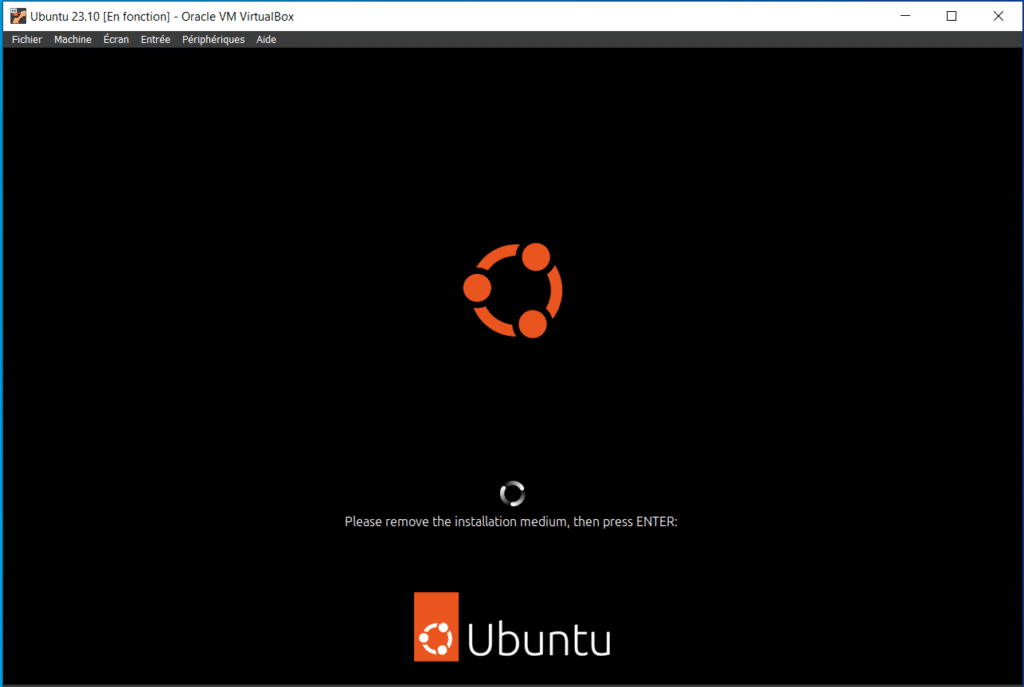 Ubuntu 23.10 [En fonction] - Oracle VM VirtualBox
Fichier Machine Écran Entrée Périphériques Aide
Please remove the installation medium, then press ENTER:
Ubuntu